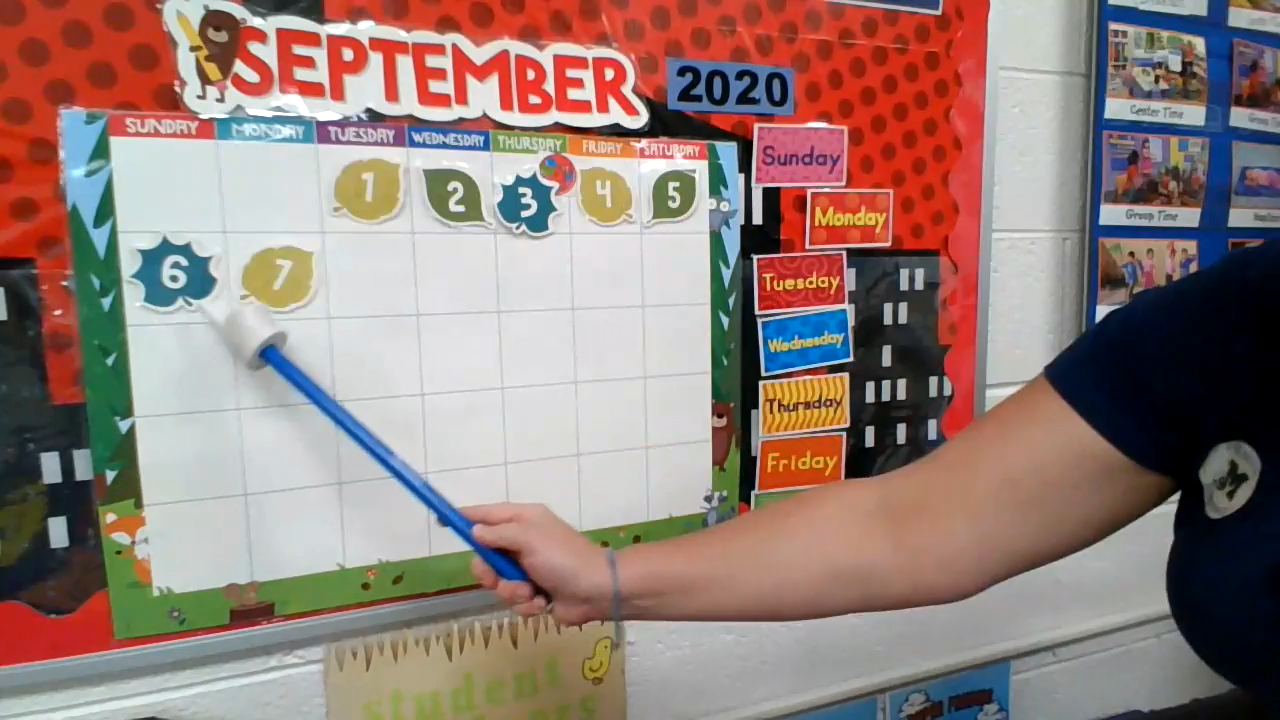 SEPTEMBER
2020
SUNDAY MONDAY TUESDAY WEDNESDAY THURSDAY FRIDAY SATURDAY
1 2 3 4 5
6 7
Sunday
Monday
Tuesday
Wednesday
Thursday
Friday
Center Time
Group Time
student